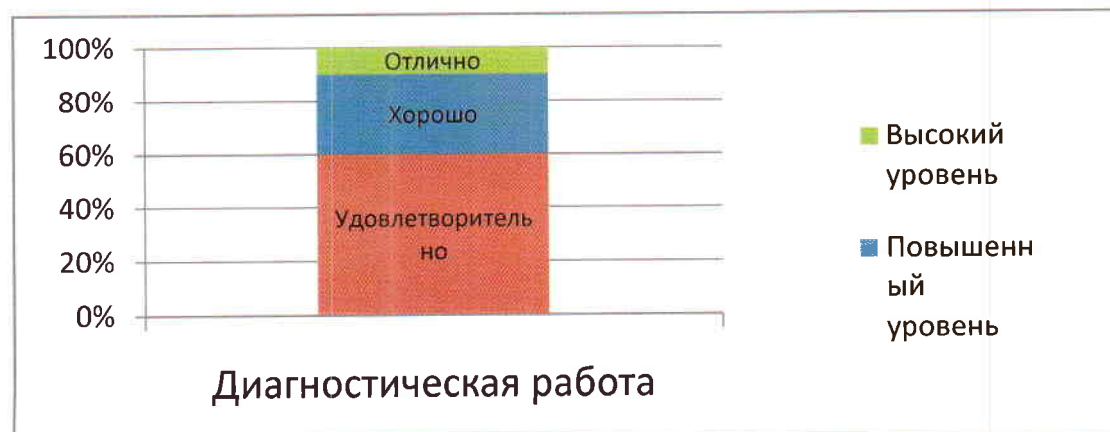 100%
80%
60%
40%
20%
0%
Отлично
Хорошо
Удовлетворитель
но
Диагностическая работа
Высокий
уровень
Повышенн
ый
уровень